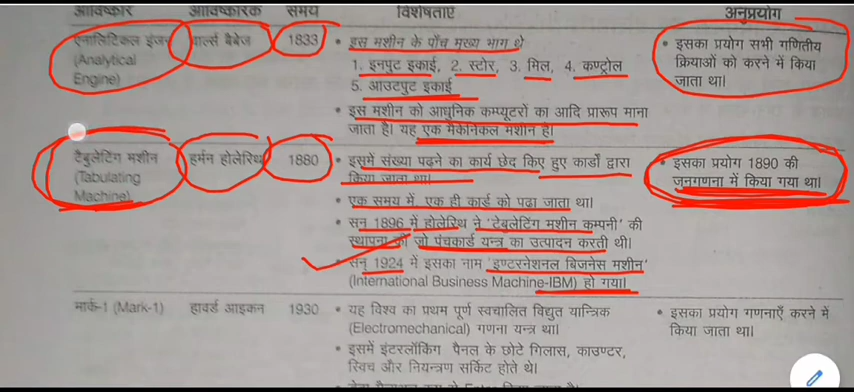 आविष्कार आविष्कारक समय विशेषताएँ अनुप्रयोग
एनालिटिकल इंजन चार्ल्स बैबेज 1833 • इस मशीन के पाँच मुख्य भाग थे • इसका प्रयोग सभी गणितीय
(Analytical 1. इनपुट इकाई, 2. स्टोर, 3. मिल, 4. कण्ट्रोल क्रियाओं को करने में किया
Engine) 5. आउटपुट इकाई जाता था।
• इस मशीन को आधुनिक कम्प्यूटरों का आदि प्रारूप माना
जाता है। यह एक मैकेनिकल मशीन है।
टैबुलेटिंग मशीन हर्मन होलेरिथ 1880 • इसमें संख्या पढ़ने का कार्य छेद किए हुए कार्डों द्वारा • इसका प्रयोग 1890 की
(Tabulating किया जाता था। जनगणना में किया गया था।
Machine) • एक समय में, एक ही कार्ड को पढ़ा जाता था।
• सन् 1896 में होलेरिथ ने 'टेबुलेटिंग मशीन कम्पनी' की
स्थापना की जो पंचकार्ड यन्त्र का उत्पादन करती थी।
• सन् 1924 में इसका नाम 'इण्टरनेशनल बिजनेस मशीन'
(International Business Machine-IBM) हो गया।
मार्क-1 (Mark-1) हावर्ड आइकन 1930 • यह विश्व का प्रथम पूर्ण स्वचालित विद्युत यान्त्रिक • इसका प्रयोग गणनाएँ करने में
(Electromechanical) गणना यन्त्र था। किया जाता था।
• इसमें इंटरलॉकिंग पैनल के छोटे गिलास, काउण्टर,
स्विच और नियन्त्रण सर्किट होते थे।